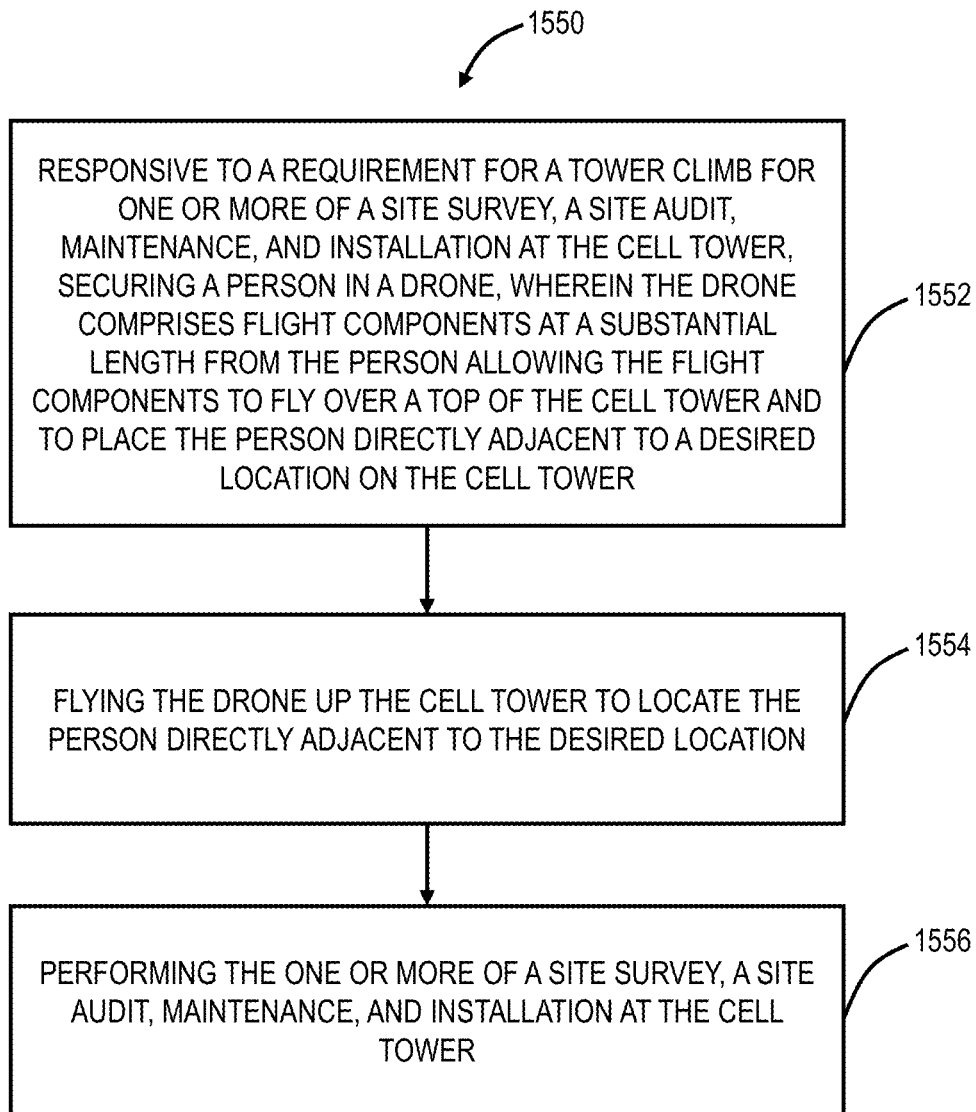 1550
RESPONSIVE TO A REQUIREMENT FOR A TOWER CLIMB FOR
ONE OR MORE OF A SITE SURVEY, A SITE AUDIT,
MAINTENANCE, AND INSTALLATION AT THE CELL TOWER,
SECURING A PERSON IN A DRONE, WHEREIN THE DRONE
COMPRISES FLIGHT COMPONENTS AT A SUBSTANTIAL
LENGTH FROM THE PERSON ALLOWING THE FLIGHT
COMPONENTS TO FLY OVER A TOP OF THE CELL TOWER AND
TO PLACE THE PERSON DIRECTLY ADJACENT TO A DESIRED
LOCATION ON THE CELL TOWER
1552
FLYING THE DRONE UP THE CELL TOWER TO LOCATE THE
PERSON DIRECTLY ADJACENT TO THE DESIRED LOCATION
1554
PERFORMING THE ONE OR MORE OF A SITE SURVEY, A SITE
AUDIT, MAINTENANCE, AND INSTALLATION AT THE CELL
TOWER
1556